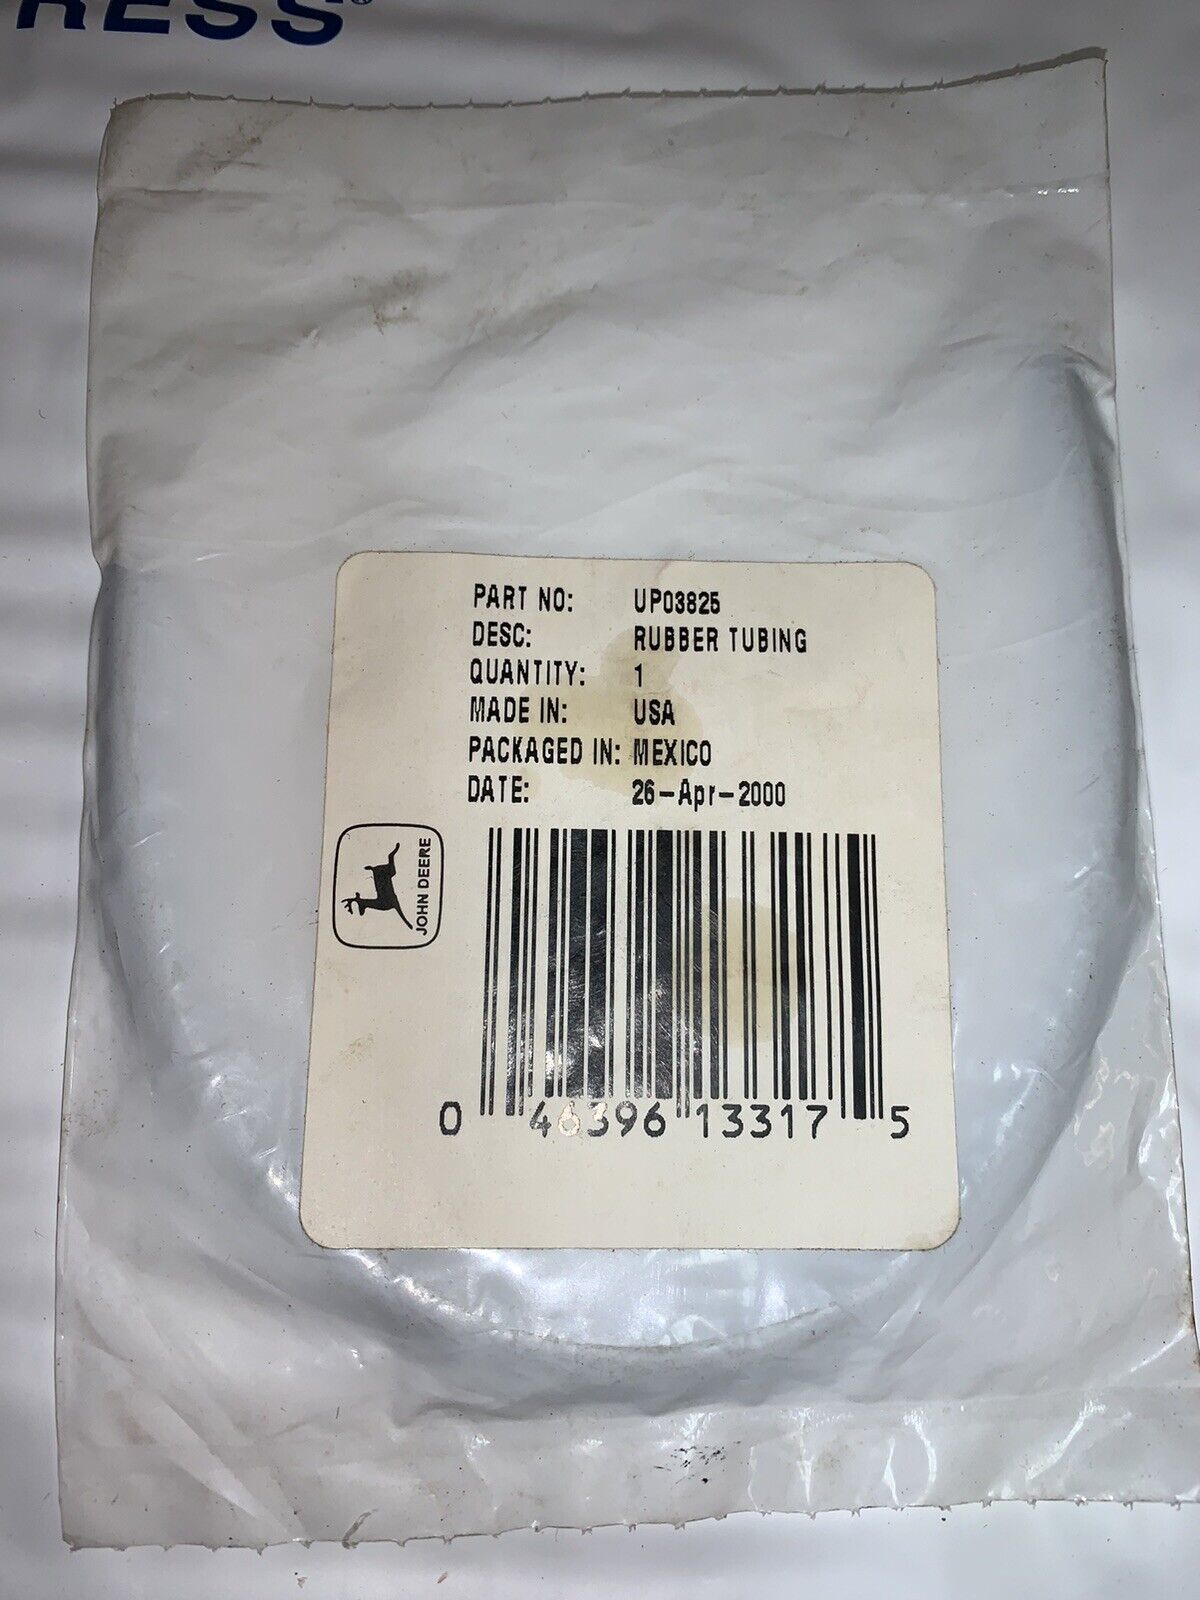 RESS®
PART NO: UP03825
DESC: RUBBER TUBING
QUANTITY: 1
MADE IN: USA
PACKAGED IN: MEXICO
DATE: 26-Apr-2000
JOHN DEERE
0 46396 13317 5